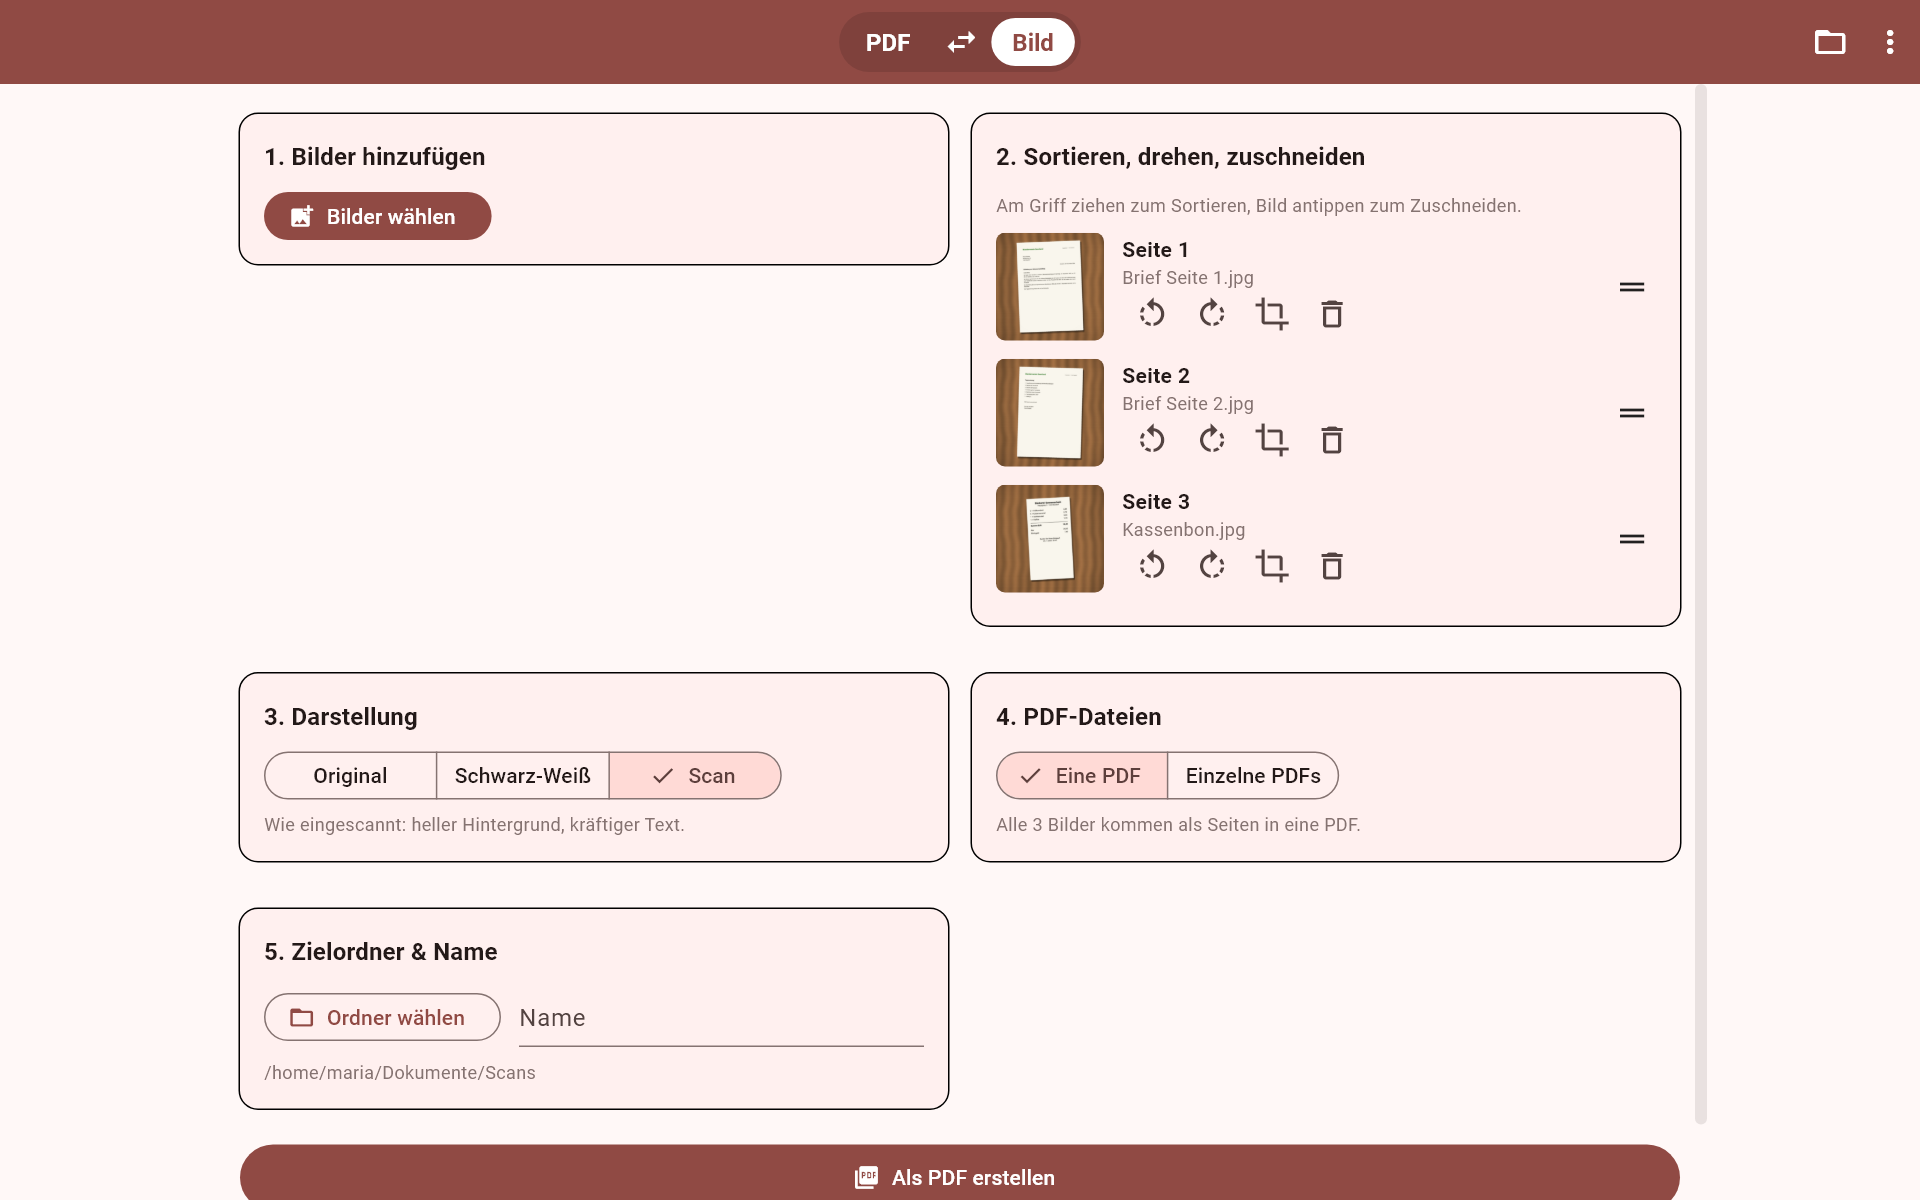 PDF
Bild
1. Bilder hinzufügen
Bilder wählen
2. Sortieren, drehen, zuschneiden
Am Griff ziehen zum Sortieren, Bild antippen zum Zuschneiden.
Seite 1
Brief Seite 1.jpg
Seite 2
Brief Seite 2.jpg
Seite 3
Kassenbon.jpg
3. Darstellung
Original
Schwarz-Weiß
Scan
Wie eingescannt: heller Hintergrund, kräftiger Text.
4. PDF-Dateien
Eine PDF
Einzelne PDFs
Alle 3 Bilder kommen als Seiten in eine PDF.
5. Zielordner & Name
Ordner wählen
Name
/home/maria/Dokumente/Scans
PDF
Als PDF erstellen